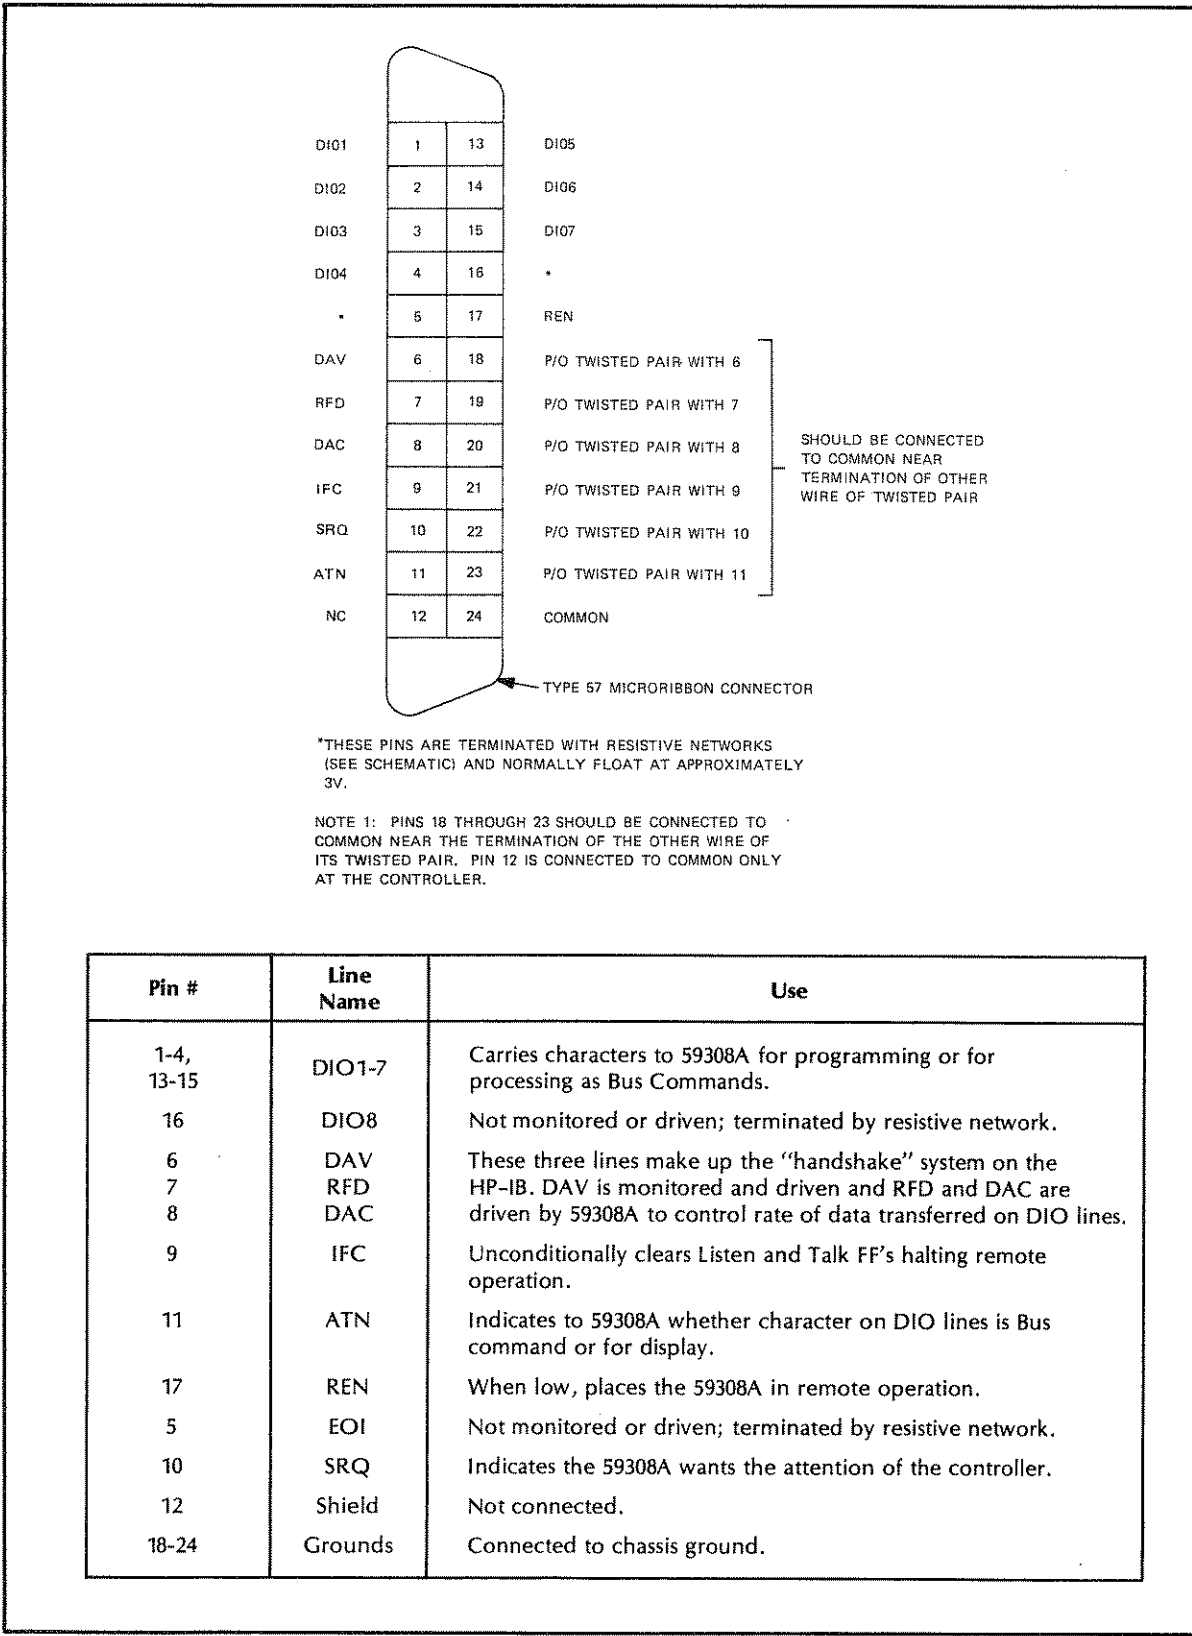 DIO1 1 13 DIO5
DIO2 2 14 DIO6
DIO3 3 15 DIO7
DIO4 4 16 *
* 5 17 REN
DAV 6 18 P/O TWISTED PAIR WITH 6
RFD 7 19 P/O TWISTED PAIR WITH 7
DAC 8 20 P/O TWISTED PAIR WITH 8
IFC 9 21 P/O TWISTED PAIR WITH 9
SRQ 10 22 P/O TWISTED PAIR WITH 10
ATN 11 23 P/O TWISTED PAIR WITH 11
NC 12 24 COMMON
SHOULD BE CONNECTED
TO COMMON NEAR
TERMINATION OF OTHER
WIRE OF TWISTED PAIR
TYPE 57 MICRORIBBON CONNECTOR
*THESE PINS ARE TERMINATED WITH RESISTIVE NETWORKS
(SEE SCHEMATIC) AND NORMALLY FLOAT AT APPROXIMATELY
3V.
NOTE 1: PINS 18 THROUGH 23 SHOULD BE CONNECTED TO
COMMON NEAR THE TERMINATION OF THE OTHER WIRE OF
ITS TWISTED PAIR. PIN 12 IS CONNECTED TO COMMON ONLY
AT THE CONTROLLER.
Pin # Line Name Use
1-4, 13-15 DIO1-7 Carries characters to 59308A for programming or for
processing as Bus Commands.
16 DIO8 Not monitored or driven; terminated by resistive network.
6 DAV These three lines make up the "handshake" system on the
7 RFD HP-IB. DAV is monitored and driven and RFD and DAC are
8 DAC driven by 59308A to control rate of data transferred on DIO lines.
9 IFC Unconditionally clears Listen and Talk FF's halting remote
operation.
11 ATN Indicates to 59308A whether character on DIO lines is Bus
command or for display.
17 REN When low, places the 59308A in remote operation.
5 EOI Not monitored or driven; terminated by resistive network.
10 SRQ Indicates the 59308A wants the attention of the controller.
12 Shield Not connected.
18-24 Grounds Connected to chassis ground.